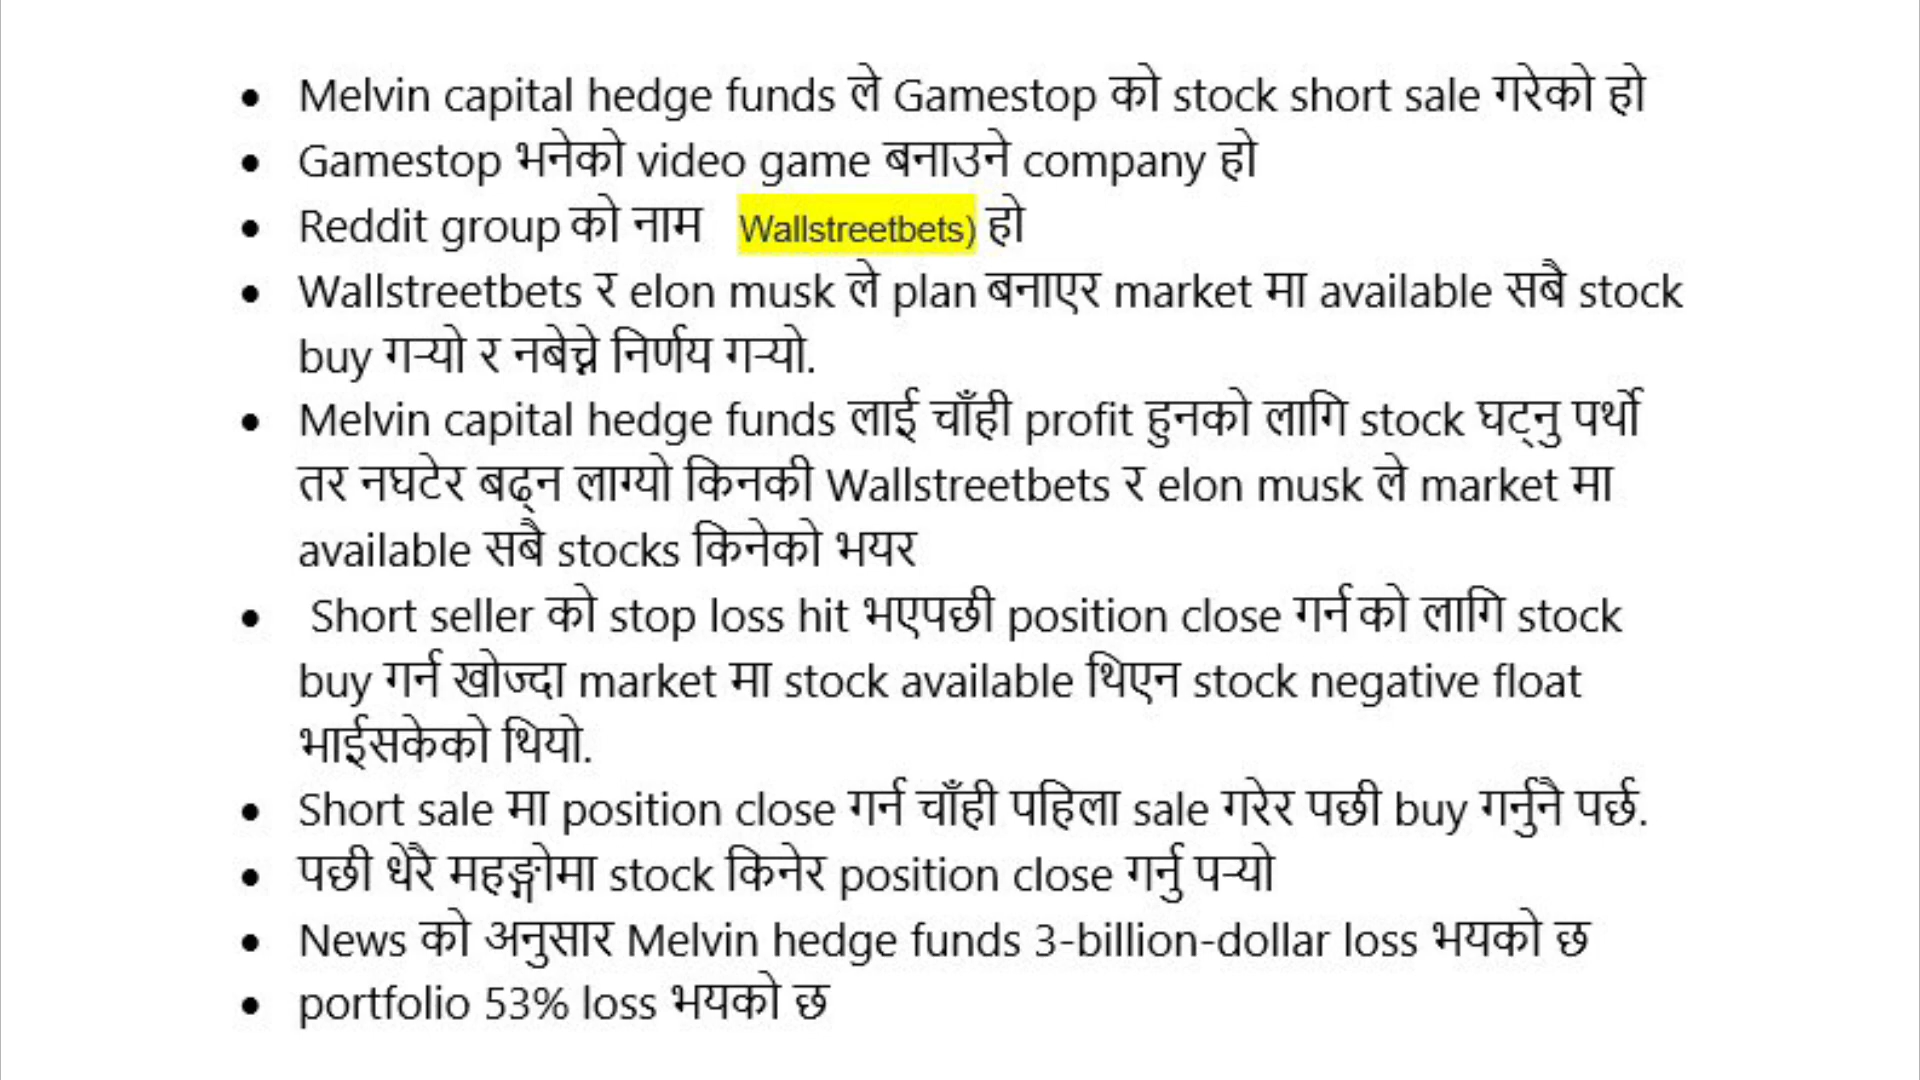 • Melvin capital hedge funds ले Gamestop को stock short sale गरेको हो
• Gamestop भनेको video game बनाउने company हो
• Reddit group को नाम Wallstreetbets) हो
• Wallstreetbets र elon musk ले plan बनाएर market मा available सबै stock
buy गर्‍यो र नबेच्ने निर्णय गर्‍यो.
• Melvin capital hedge funds लाई चाँही profit हुनको लागि stock घट्नु पर्थो
तर नघटेर बढ्न लाग्यो किनकी Wallstreetbets र elon musk ले market मा
available सबै stocks किनेको भयर
• Short seller को stop loss hit भएपछी position close गर्न को लागि stock
buy गर्न खोज्दा market मा stock available थिएन stock negative float
भाईसकेको थियो.
• Short sale मा position close गर्न चाँही पहिला sale गरेर पछी buy गर्नुनै पर्छ.
• पछी धेरै महङ्गोमा stock किनेर position close गर्नु पर्‍यो
• News को अनुसार Melvin hedge funds 3-billion-dollar loss भयको छ
• portfolio 53% loss भयको छ